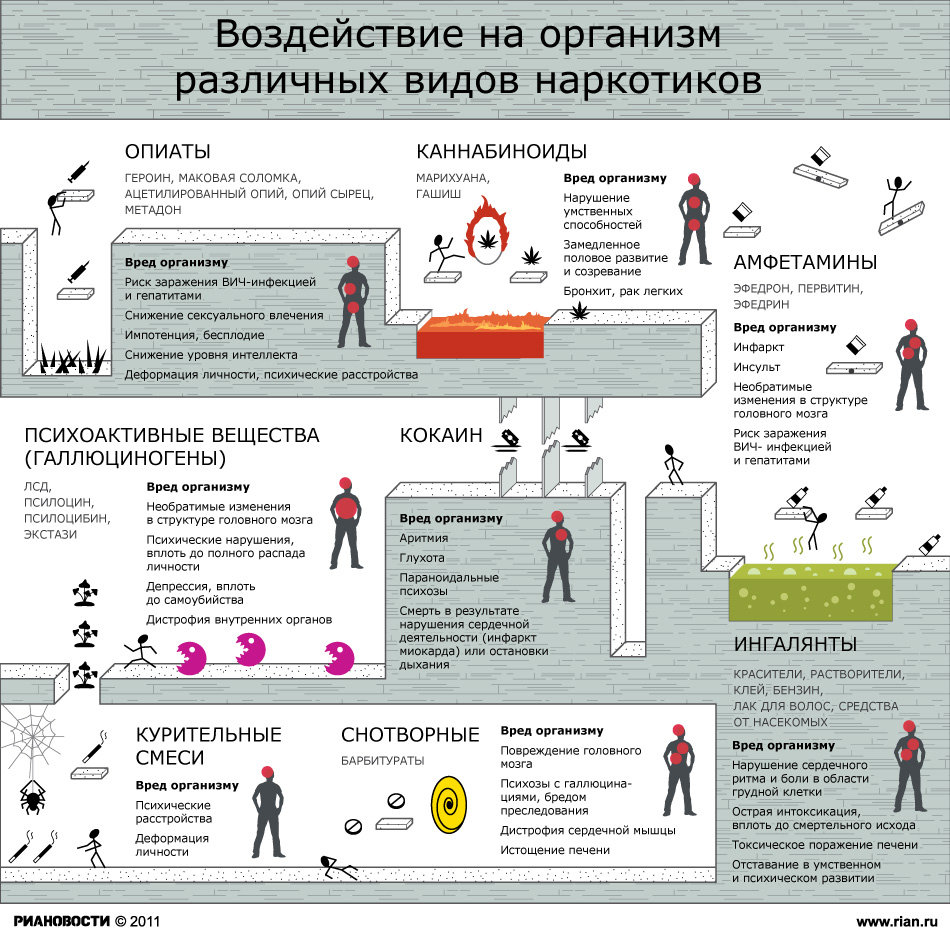 Воздействие на организм
различных видов наркотиков
ОПИАТЫ
ГЕРОИН, МАКОВАЯ СОЛОМКА,
АЦЕТИЛИРОВАННЫЙ ОПИЙ, ОПИЙ СЫРЕЦ,
МЕТАДОН
Вред организму
Риск заражения ВИЧ-инфекцией
и гепатитами
Снижение сексуального влечения
Импотенция, бесплодие
Снижение уровня интеллекта
Деформация личности, психические расстройства
КАННАБИНОИДЫ
МАРИХУАНА,
ГАШИШ
Вред организму
Нарушение
умственных
способностей
Замедленное
половое развитие
и созревание
Бронхит, рак легких
АМФЕТАМИНЫ
ЭФЕДРОН, ПЕРВИТИН,
ЭФЕДРИН
Вред организму
Инфаркт
Инсульт
Необратимые
изменения в структуре
головного мозга
Риск заражения
ВИЧ- инфекцией
и гепатитами
ПСИХОАКТИВНЫЕ ВЕЩЕСТВА
(ГАЛЛЮЦИНОГЕНЫ)
ЛСД,
ПСИЛОЦИН,
ПСИЛОЦИБИН,
ЭКСТАЗИ
Вред организму
Необратимые изменения
в структуре головного мозга
Психические нарушения,
вплоть до полного распада
личности
Депрессия, вплоть
до самоубийства
Дистрофия внутренних органов
КОКАИН
Вред организму
Аритмия
Глухота
Параноидальные
психозы
Смерть в результате
нарушения сердечной
деятельности (инфаркт
миокарда) или остановки
дыхания
ИНГАЛЯНТЫ
КРАСИТЕЛИ, РАСТВОРИТЕЛИ,
КЛЕЙ, БЕНЗИН,
ЛАК ДЛЯ ВОЛОС, СРЕДСТВА
ОТ НАСЕКОМЫХ
Вред организму
Нарушение сердечного
ритма и боли в области
грудной клетки
Острая интоксикация,
вплоть до смертельного исхода
Токсическое поражение печени
Отставание в умственном
и психическом развитии
КУРИТЕЛЬНЫЕ
СМЕСИ
Вред организму
Психические
расстройства
Деформация
личности
СНОТВОРНЫЕ
БАРБИТУРАТЫ
Вред организму
Повреждение головного
мозга
Психозы с галлюцина-
циями, бредом
преследования
Дистрофия сердечной мышцы
Истощение печени
РИАНОВОСТИ © 2011
www.rian.ru